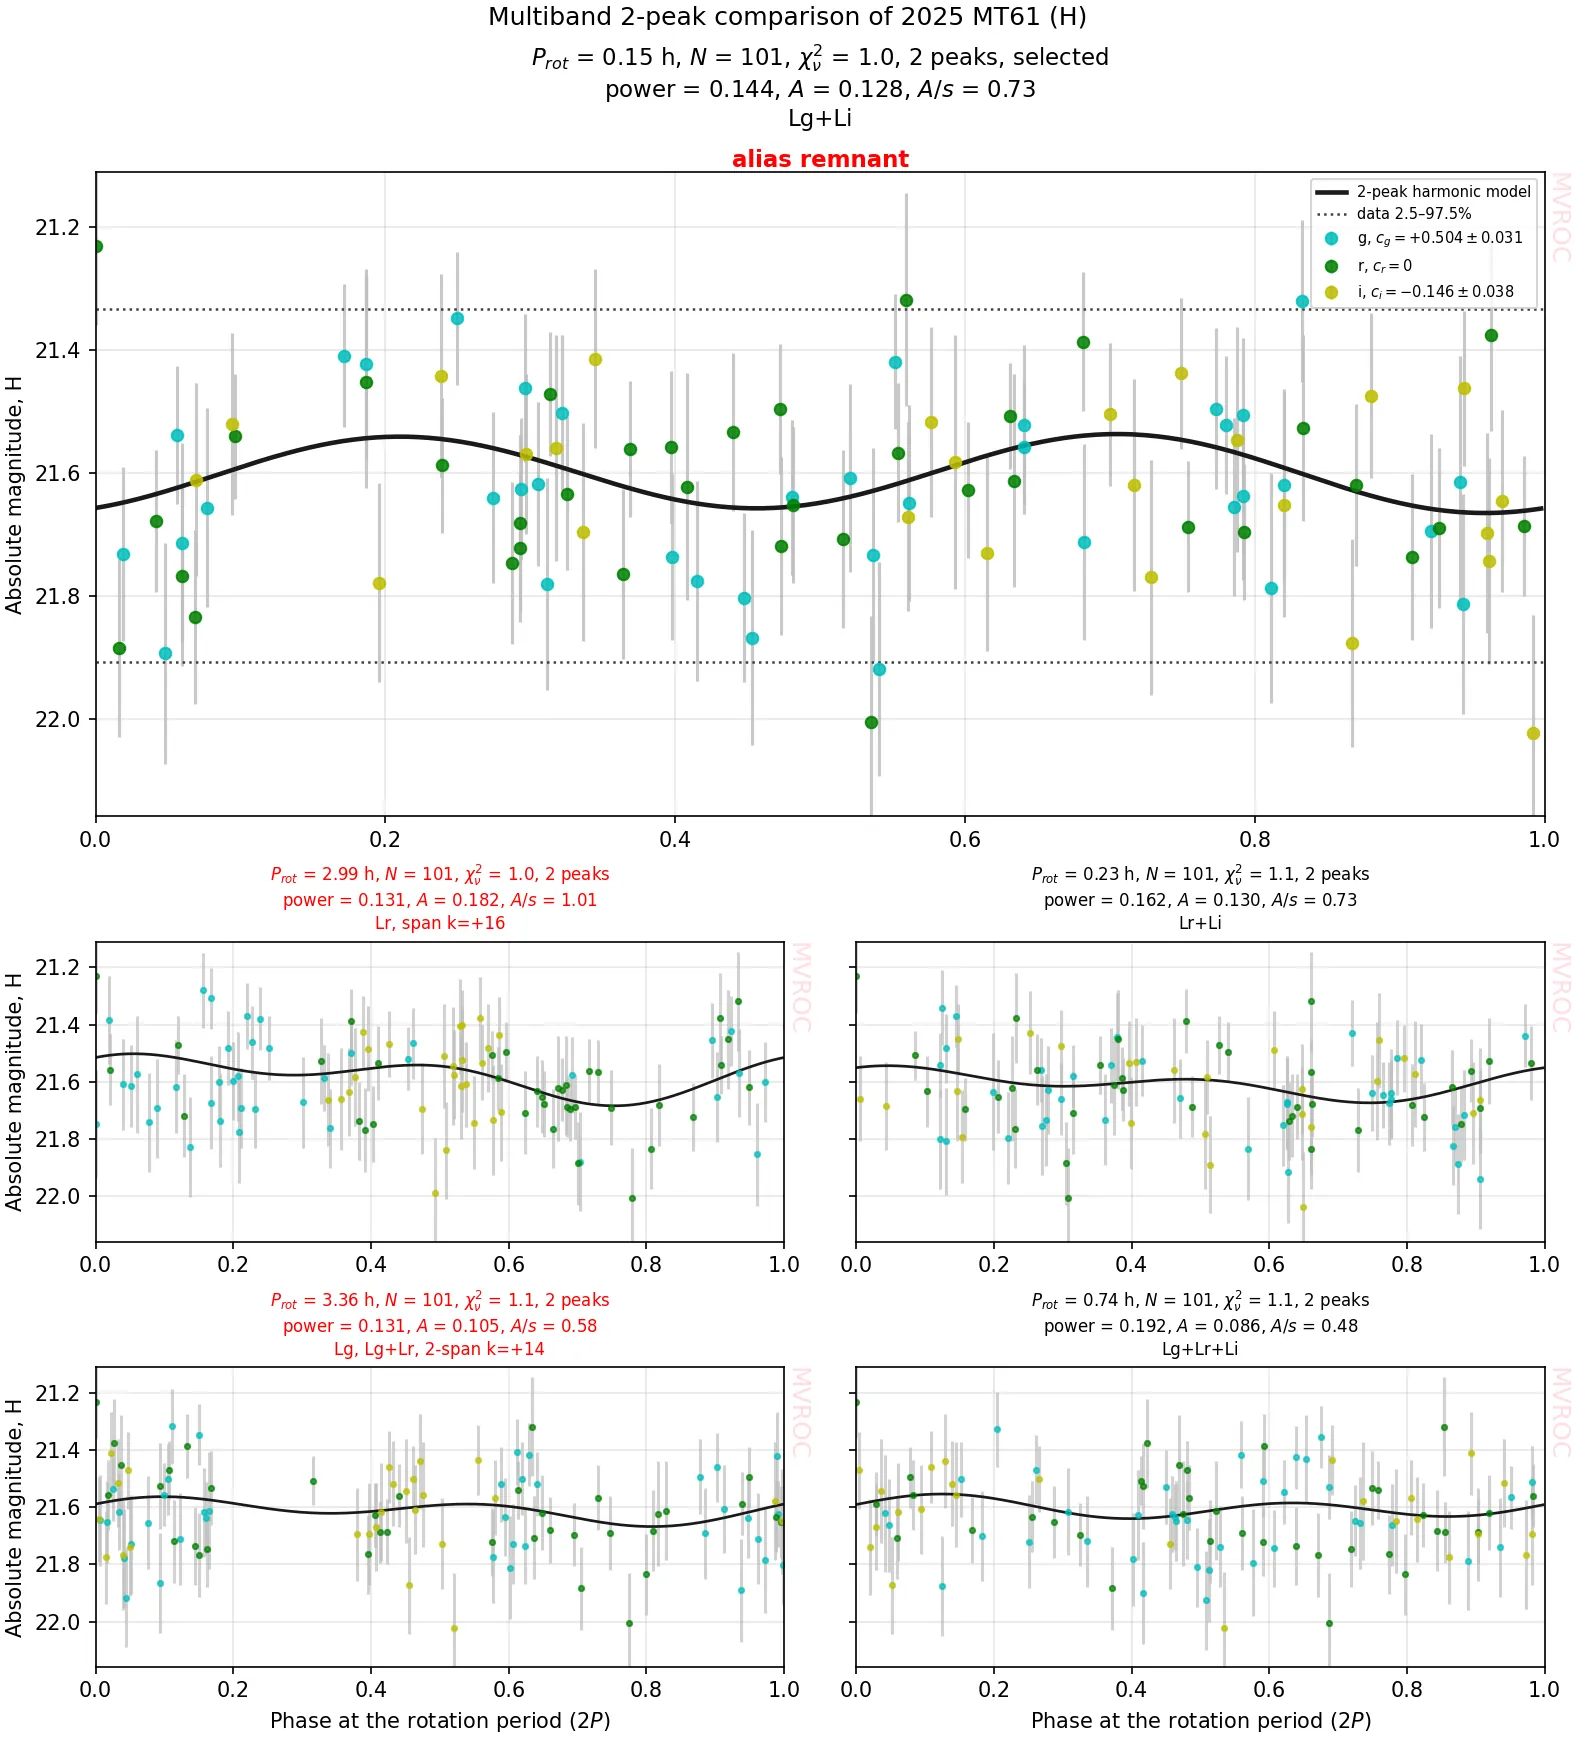 Multiband 2-peak comparison of 2025 MT61 (H)
P_rot = 0.15 h, N = 101, χ²_ν = 1.0, 2 peaks, selected
power = 0.144, A = 0.128, A/s = 0.73
Lg+Li
alias remnant
2-peak harmonic model
data 2.5–97.5%
g, c_g = +0.504 ± 0.031
r, c_r = 0
i, c_i = −0.146 ± 0.038
MVROC
Absolute magnitude, H
21.2
21.4
21.6
21.8
22.0
0.0 0.2 0.4 0.6 0.8 1.0
P_rot = 2.99 h, N = 101, χ²_ν = 1.0, 2 peaks
power = 0.131, A = 0.182, A/s = 1.01
Lr, span k=+16
MVROC
Absolute magnitude, H
21.2
21.4
21.6
21.8
22.0
0.0 0.2 0.4 0.6 0.8 1.0
P_rot = 0.23 h, N = 101, χ²_ν = 1.1, 2 peaks
power = 0.162, A = 0.130, A/s = 0.73
Lr+Li
MVROC
0.0 0.2 0.4 0.6 0.8 1.0
P_rot = 3.36 h, N = 101, χ²_ν = 1.1, 2 peaks
power = 0.131, A = 0.105, A/s = 0.58
Lg, Lg+Lr, 2-span k=+14
MVROC
Absolute magnitude, H
21.2
21.4
21.6
21.8
22.0
0.0 0.2 0.4 0.6 0.8 1.0
Phase at the rotation period (2P)
P_rot = 0.74 h, N = 101, χ²_ν = 1.1, 2 peaks
power = 0.192, A = 0.086, A/s = 0.48
Lg+Lr+Li
MVROC
0.0 0.2 0.4 0.6 0.8 1.0
Phase at the rotation period (2P)